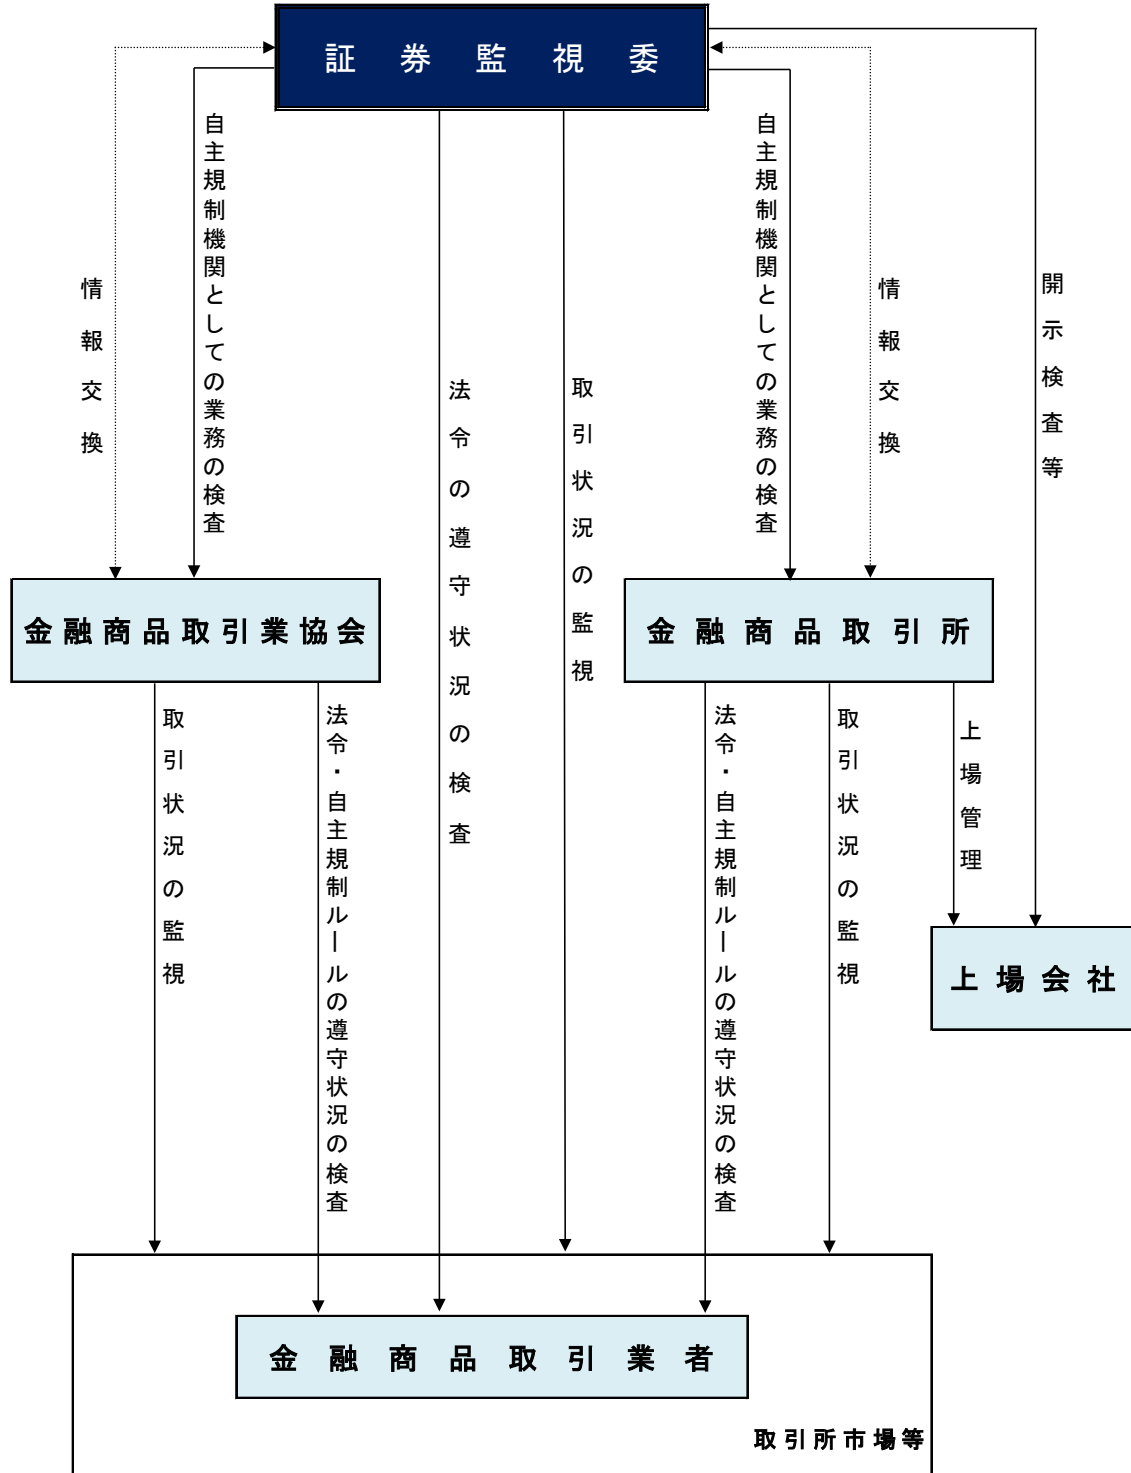 証券監視委
情報交換
自主規制機関としての業務の検査
法令の遵守状況の検査
取引状況の監視
自主規制機関としての業務の検査
情報交換
開示検査等
金融商品取引業協会
金融商品取引所
取引状況の監視
法令・自主規制ルールの遵守状況の検査
法令・自主規制ルールの遵守状況の検査
取引状況の監視
上場管理
上場会社
金融商品取引業者
取引所市場等